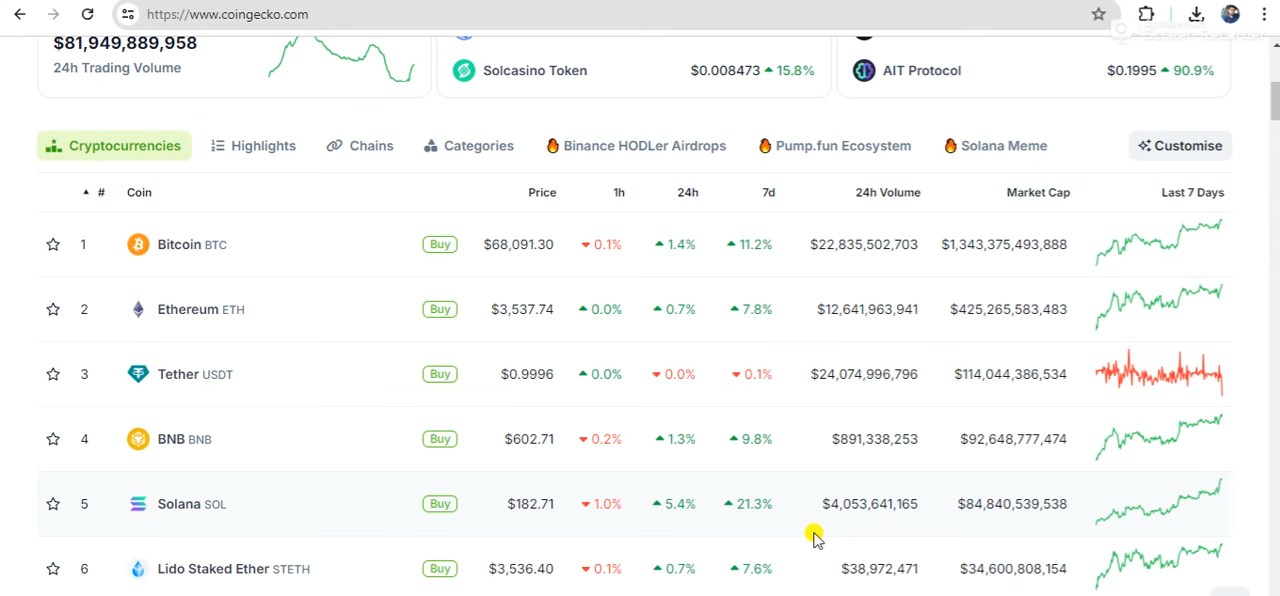 https://www.coingecko.com
Screen Recorder
$81,949,889,958
24h Trading Volume
Solcasino Token $0.008473 15.8%
AIT Protocol $0.1995 90.9%
Cryptocurrencies Highlights Chains Categories Binance HODLer Airdrops Pump.fun Ecosystem Solana Meme Customise
# Coin Price 1h 24h 7d 24h Volume Market Cap Last 7 Days
1 Bitcoin BTC Buy $68,091.30 0.1% 1.4% 11.2% $22,835,502,703 $1,343,375,493,888
2 Ethereum ETH Buy $3,537.74 0.0% 0.7% 7.8% $12,641,963,941 $425,265,583,483
3 Tether USDT Buy $0.9996 0.0% 0.0% 0.1% $24,074,996,796 $114,044,386,534
4 BNB BNB Buy $602.71 0.2% 1.3% 9.8% $891,338,253 $92,648,777,474
5 Solana SOL Buy $182.71 1.0% 5.4% 21.3% $4,053,641,165 $84,840,539,538
6 Lido Staked Ether STETH Buy $3,536.40 0.1% 0.7% 7.6% $38,972,471 $34,600,808,154